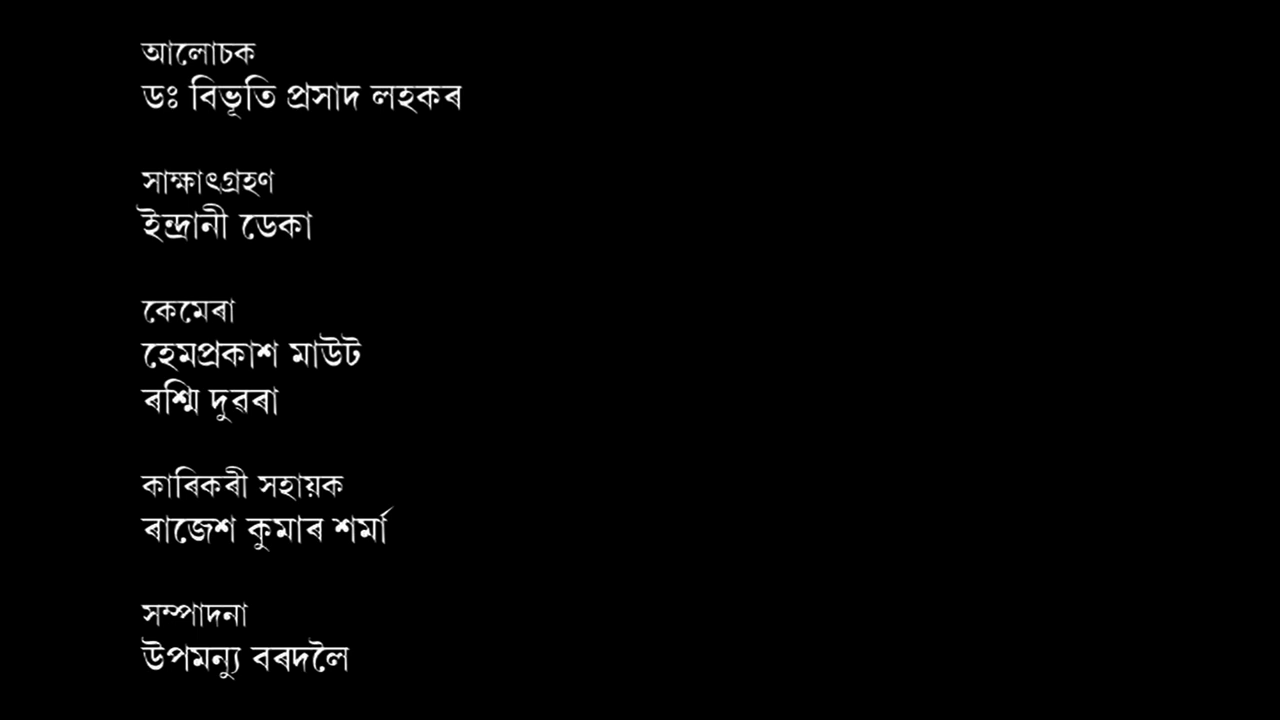 আলোচক
ডঃ বিভূতি প্ৰসাদ লহকৰ
সাক্ষাৎগ্ৰহণ
ইন্দ্ৰানী ডেকা
কেমেৰা
হেমপ্ৰকাশ মাউট
ৰশ্মি দুৱৰা
কাৰিকৰী সহায়ক
ৰাজেশ কুমাৰ শৰ্মা
সম্পাদনা
উপমন্যু বৰদলৈ